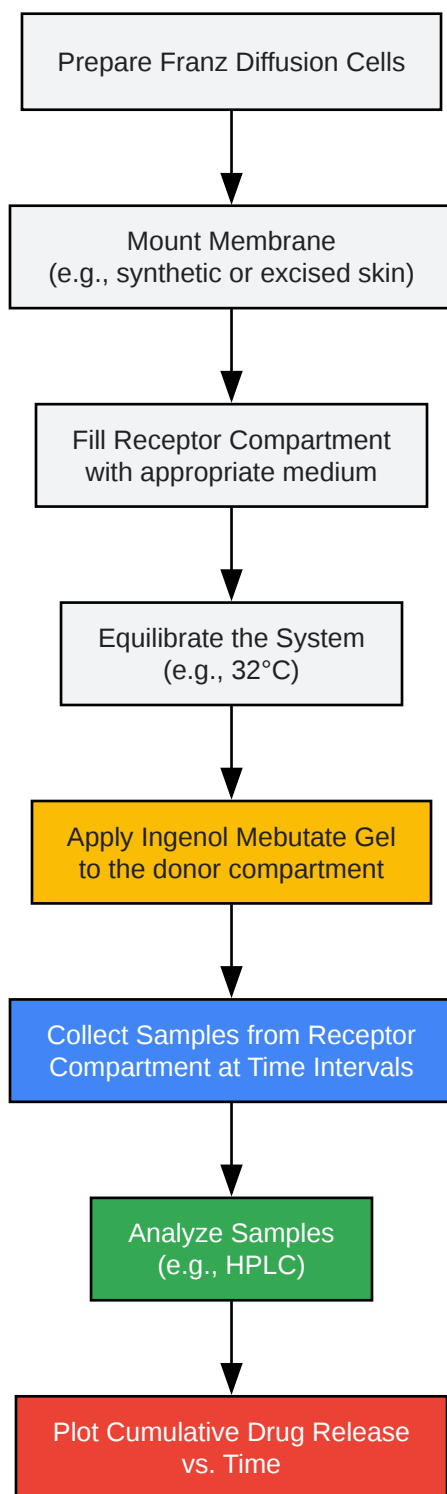 Prepare Franz Diffusion Cells
Mount Membrane
(e.g., synthetic or excised skin)
Fill Receptor Compartment
with appropriate medium
Equilibrate the System
(e.g., 32°C)
Apply Ingenol Mebutate Gel
to the donor compartment
Collect Samples from Receptor
Compartment at Time Intervals
Analyze Samples
(e.g., HPLC)
Plot Cumulative Drug Release
vs. Time